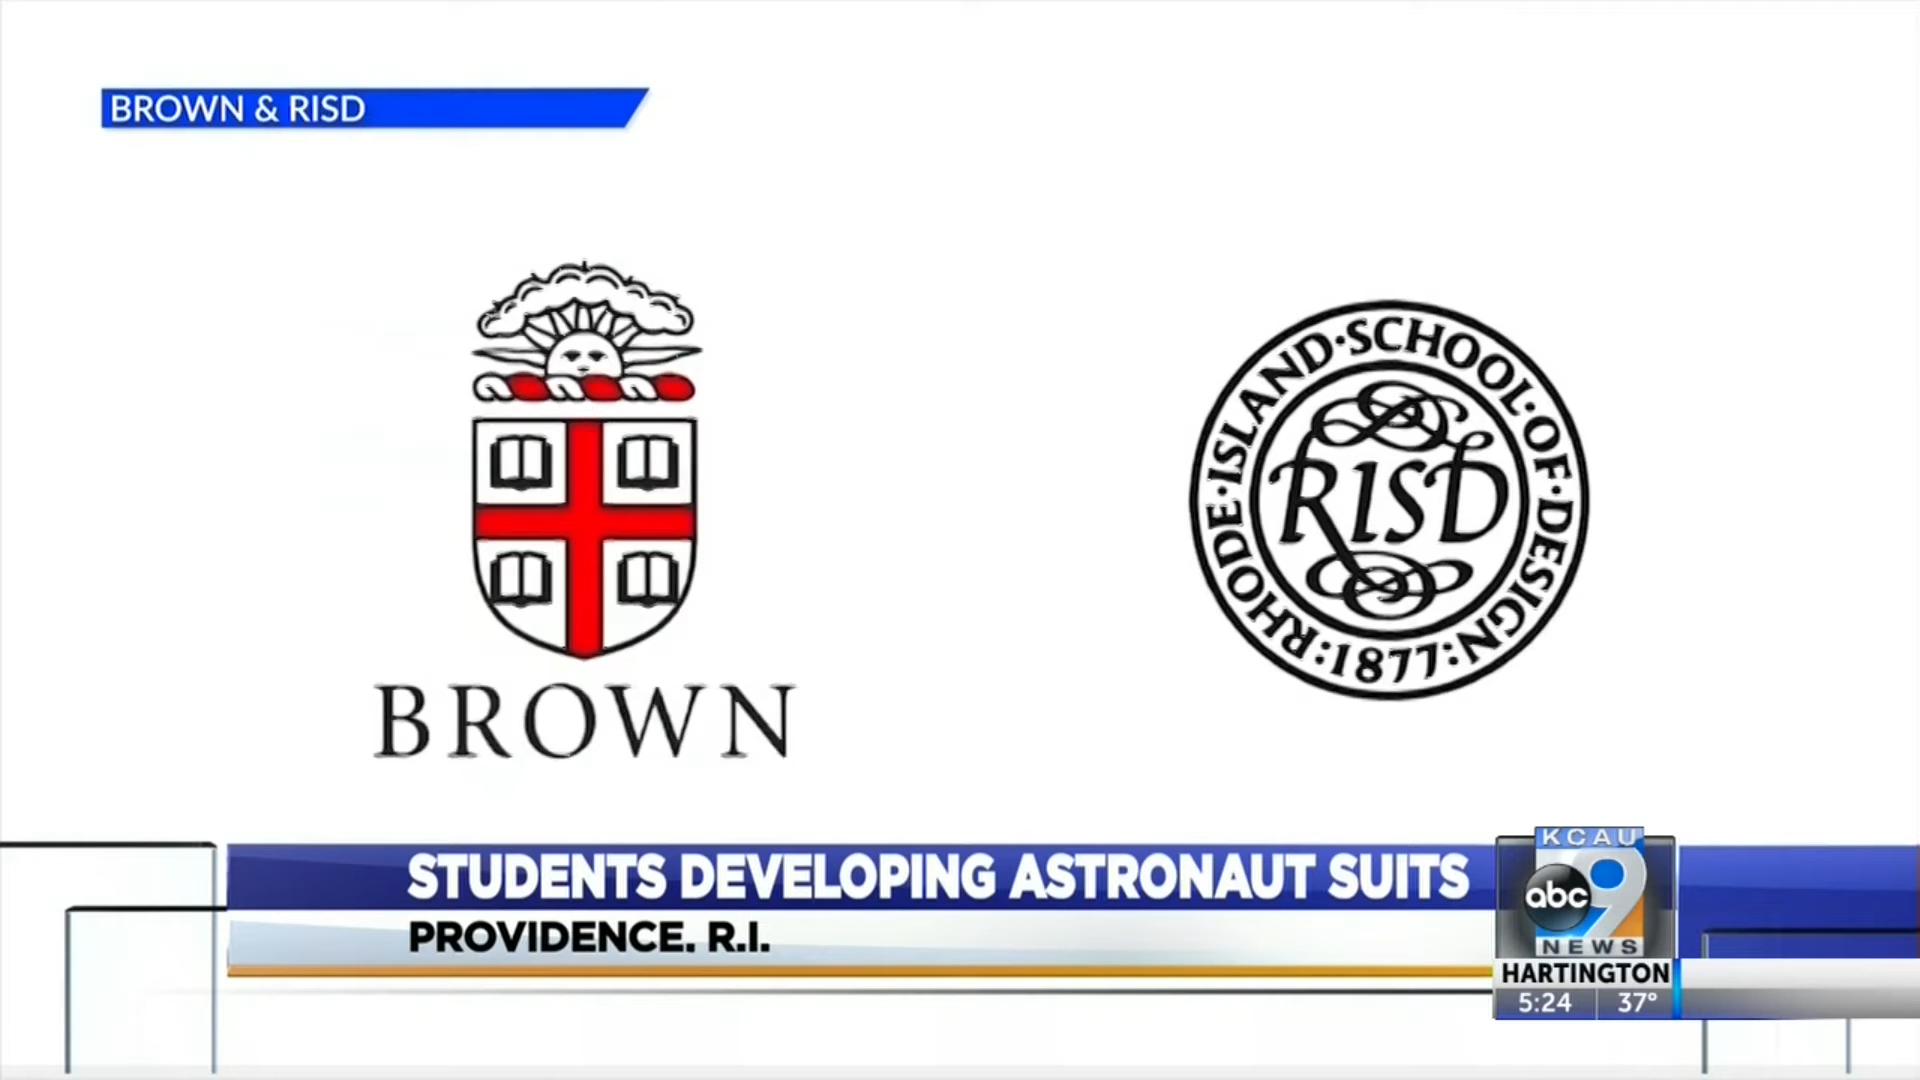 BROWN & RISD
BROWN
RHODE·ISLAND·SCHOOL·OF·DESIGN
RISD
:1877:
STUDENTS DEVELOPING ASTRONAUT SUITS
PROVIDENCE. R.I.
KCAU
abc 9
NEWS
HARTINGTON
5:24 37°